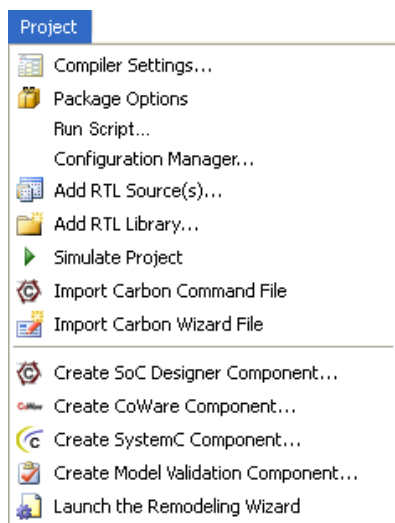 Project
Compiler Settings...
Package Options
Run Script...
Configuration Manager...
Add RTL Source(s)...
Add RTL Library...
Simulate Project
Import Carbon Command File
Import Carbon Wizard File
Create SoC Designer Component...
CoWare Create CoWare Component...
Create SystemC Component...
Create Model Validation Component...
Launch the Remodeling Wizard